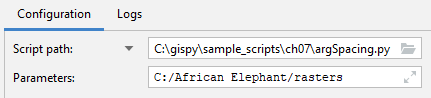 Configuration Logs
Script path: C:\gispy\sample_scripts\ch07\argSpacing.py
Parameters: C:/African Elephant/rasters